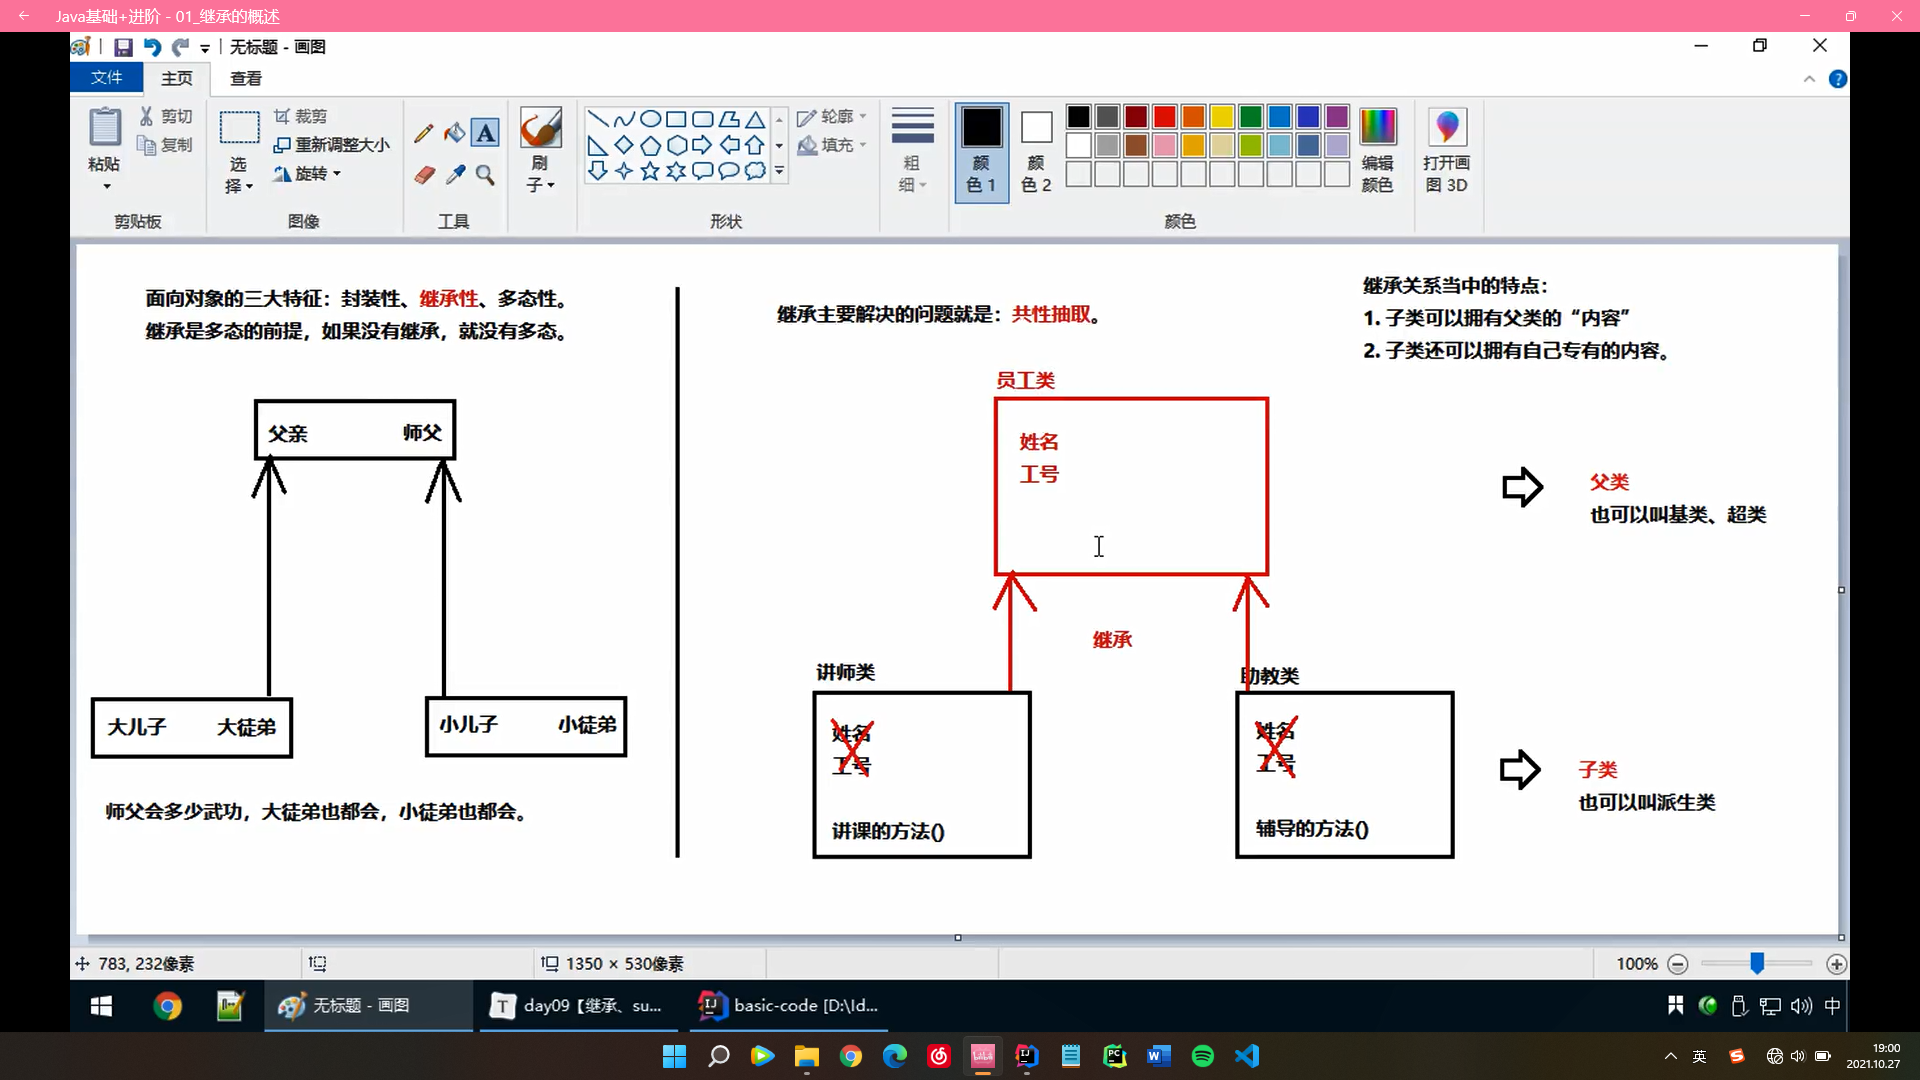 Java基础+进阶 - 01_继承的概述
无标题 - 画图
文件
主页
查看
粘贴
剪切
复制
剪贴板
选择
裁剪
重新调整大小
旋转
图像
工具
刷子
形状
轮廓
填充
粗细
颜色 1
颜色 2
颜色
编辑颜色
打开画图 3D
面向对象的三大特征：封装性、继承性、多态性。
继承是多态的前提，如果没有继承，就没有多态。
父亲 师父
大儿子 大徒弟
小儿子 小徒弟
师父会多少武功，大徒弟也都会，小徒弟也都会。
继承主要解决的问题就是：共性抽取。
员工类
姓名
工号
继承
讲师类
姓名
工号
讲课的方法()
助教类
姓名
工号
辅导的方法()
继承关系当中的特点：
1. 子类可以拥有父类的“内容”
2. 子类还可以拥有自己专有的内容。
父类
也可以叫基类、超类
子类
也可以叫派生类
783, 232像素
1350 × 530像素
100%
无标题 - 画图
day09【继承、su...
basic-code [D:\Id...
中
英
19:00
2021.10.27